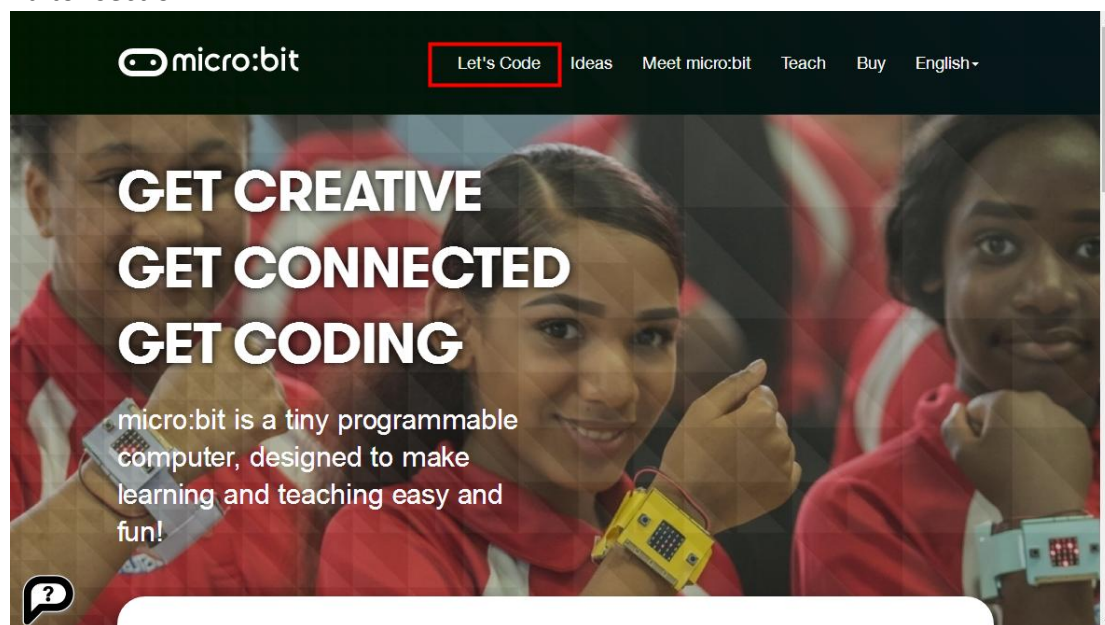 micro:bit
Let's Code Ideas Meet micro:bit Teach Buy English
GET CREATIVE
GET CONNECTED
GET CODING
micro:bit is a tiny programmable
computer, designed to make
learning and teaching easy and
fun!
?